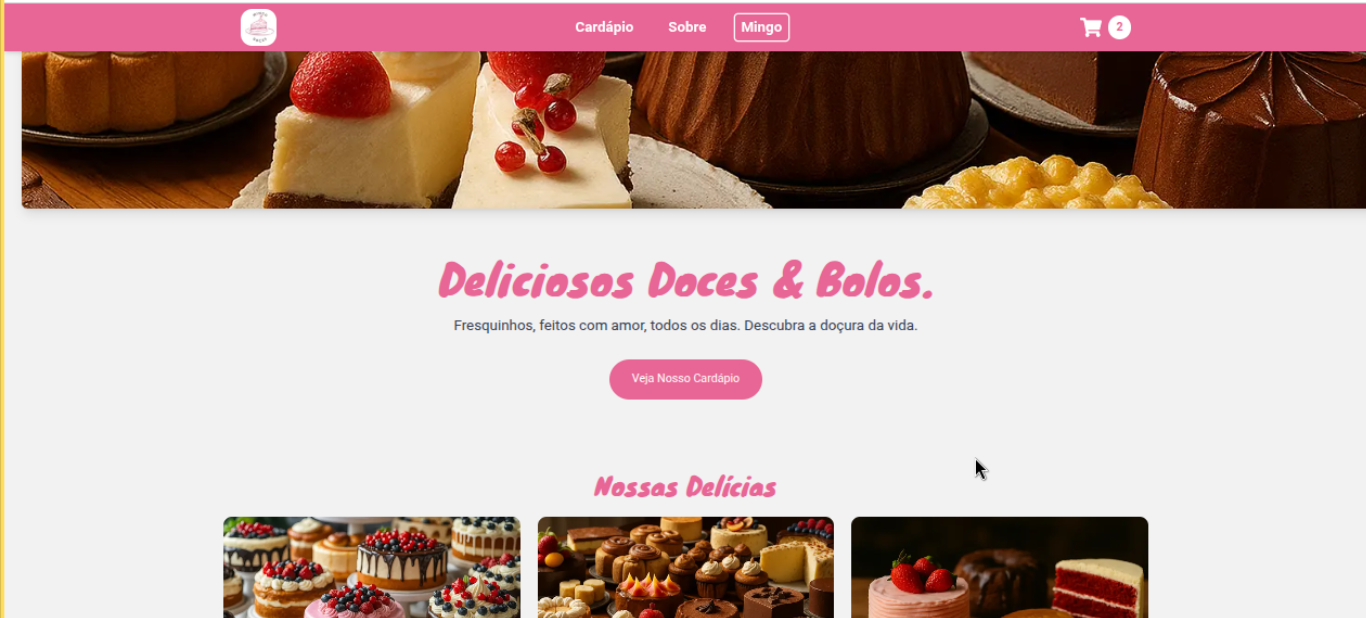 Cardápio Sobre Mingo 2
Deliciosos Doces & Bolos.
Fresquinhos, feitos com amor, todos os dias. Descubra a doçura da vida.
Veja Nosso Cardápio
Nossas Delícias